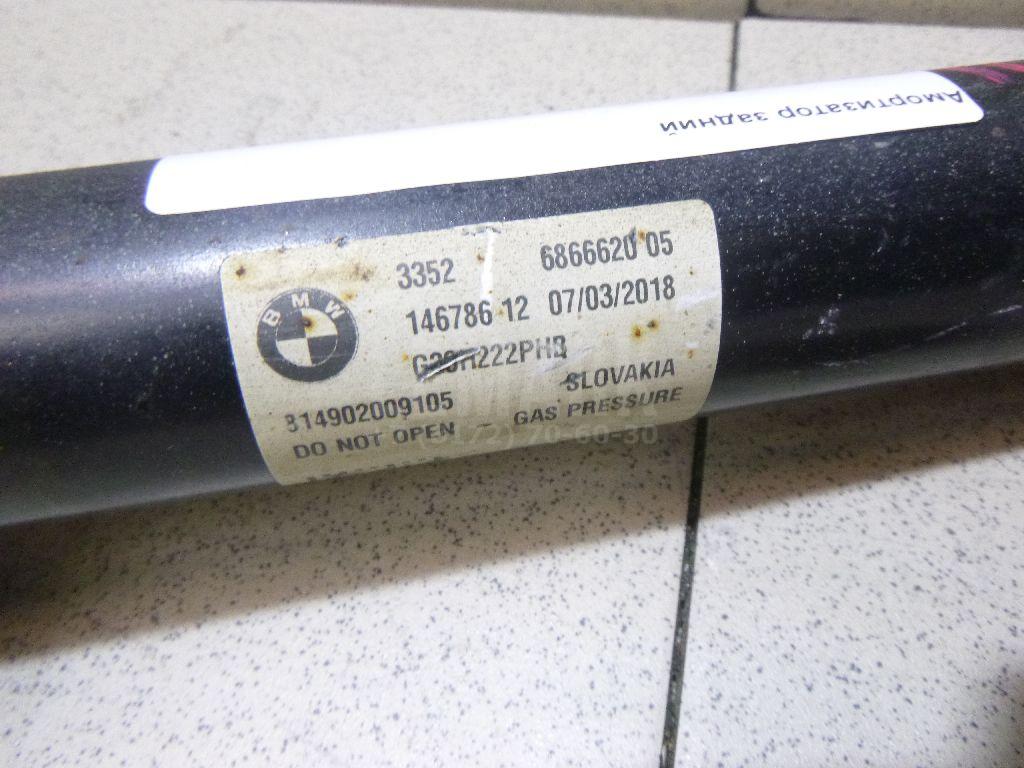 Амортизатор задний
3352 6866620 05
BMW
146786 12 07/03/2018
SLOVAKIA
814902009105
DO NOT OPEN - GAS PRESSURE